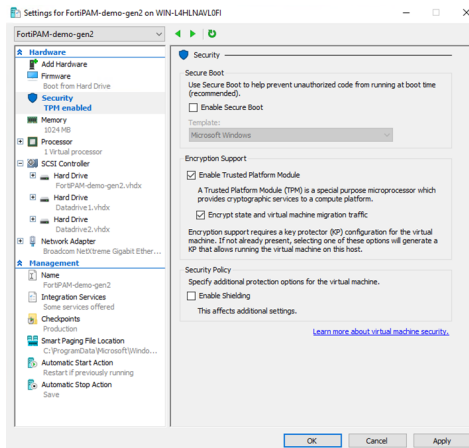 Settings for FortiPAM-demo-gen2 on WIN-L4HLNAVL0FI
FortiPAM-demo-gen2
Hardware
Add Hardware
Firmware
Boot from Hard Drive
Security
TPM enabled
Memory
1024 MB
Processor
1 Virtual processor
SCSI Controller
Hard Drive
FortiPAM-demo-gen2.vhdx
Hard Drive
Datadrive1.vhdx
Hard Drive
Datadrive2.vhdx
Network Adapter
Broadcom NetXtreme Gigabit Ether...
Management
Name
FortiPAM-demo-gen2
Integration Services
Some services offered
Checkpoints
Production
Smart Paging File Location
C:\ProgramData\Microsoft\Windo...
Automatic Start Action
Restart if previously running
Automatic Stop Action
Save
Security
Secure Boot
Use Secure Boot to help prevent unauthorized code from running at boot time
(recommended).
Enable Secure Boot
Template:
Microsoft Windows
Encryption Support
Enable Trusted Platform Module
A Trusted Platform Module (TPM) is a special purpose microprocessor which
provides cryptographic services to a compute platform.
Encrypt state and virtual machine migration traffic
Encryption support requires a key protector (KP) configuration for the virtual
machine. If not already present, selecting one of these options will generate a
KP that allows running the virtual machine on this host.
Security Policy
Specify additional protection options for the virtual machine.
Enable Shielding
This affects additional settings.
Learn more about virtual machine security.
OK
Cancel
Apply